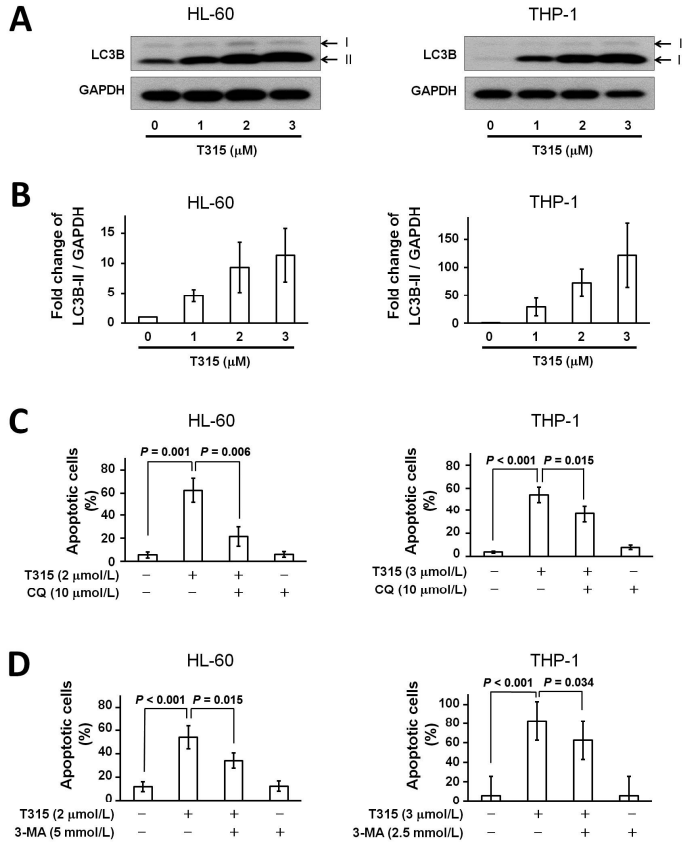 A
HL-60
THP-1
LC3B
I
II
LC3B
I
I
GAPDH
GAPDH
0 1 2 3
0 1 2 3
T315 (μM)
T315 (μM)
B
HL-60
THP-1
Fold change of
LC3B-II / GAPDH
15
10
5
0
0 1 2 3
T315 (μM)
Fold change of
LC3B-II / GAPDH
150
100
50
0
0 1 2 3
T315 (μM)
C
HL-60
THP-1
P = 0.001 P = 0.006
Apoptotic cells
(%)
80
60
40
20
0
T315 (2 μmol/L) – + + –
CQ (10 μmol/L) – – + +
P < 0.001 P = 0.015
Apoptotic cells
(%)
80
60
40
20
0
T315 (3 μmol/L) – + + –
CQ (10 μmol/L) – – + +
D
HL-60
THP-1
P < 0.001 P = 0.015
Apoptotic cells
(%)
80
60
40
20
0
T315 (2 μmol/L) – + + –
3-MA (5 mmol/L) – – + +
P < 0.001 P = 0.034
Apoptotic cells
(%)
100
80
60
40
20
0
T315 (3 μmol/L) – + + –
3-MA (2.5 mmol/L) – – + +